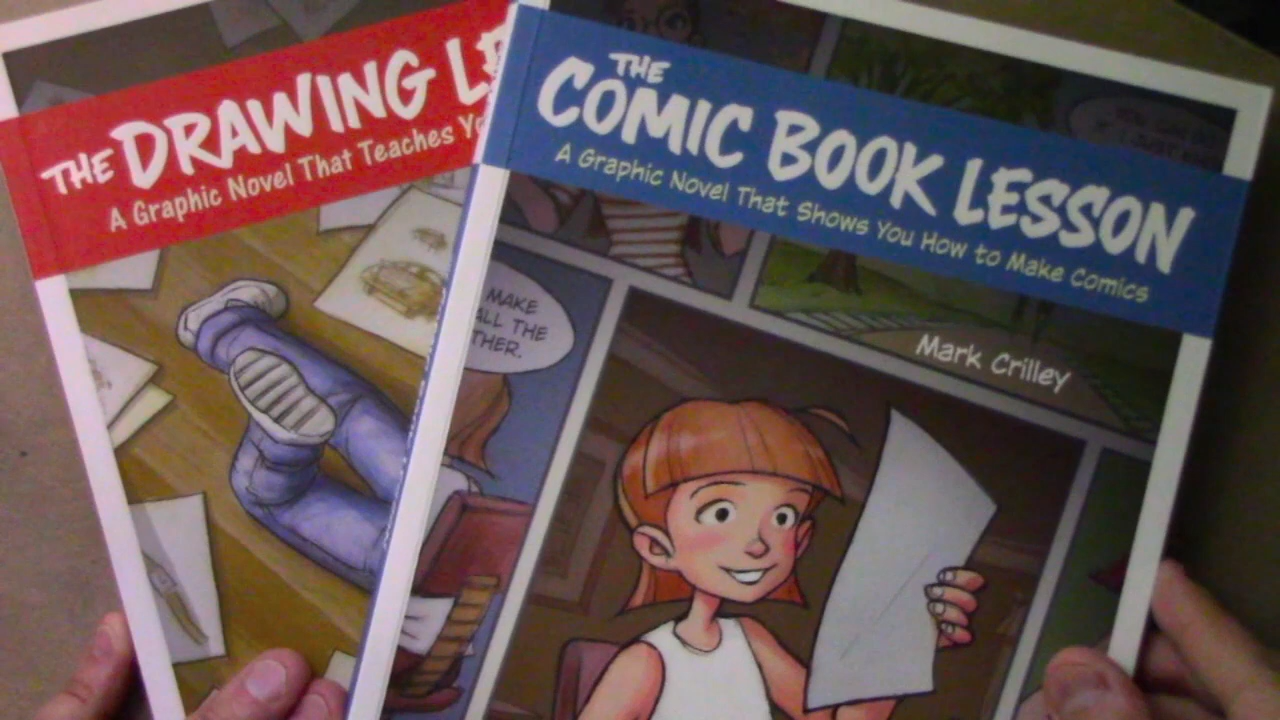 THE DRAWING
A Graphic Novel That Teaches
THE
COMIC BOOK LESSON
A Graphic Novel That Shows You How to Make Comics
Mark Crilley
MAKE
ALL THE